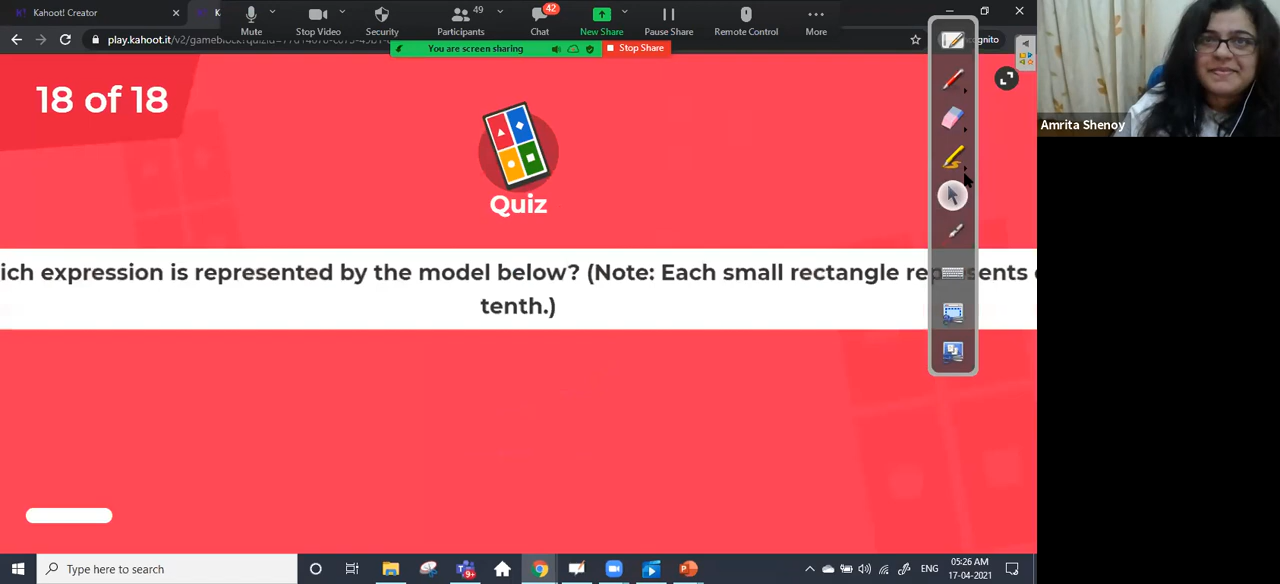 Kahoot! Creator
K
Mute
Stop Video
Security
49
Participants
42
Chat
New Share
Pause Share
Remote Control
More
play.kahoot.it/v2/gameblock?quizId=
You are screen sharing
Stop Share
cognito
18 of 18
Quiz
ich expression is represented by the model below? (Note: Each small rectangle represents
tenth.)
Amrita Shenoy
Type here to search
9+
ENG
05:26 AM
17-04-2021